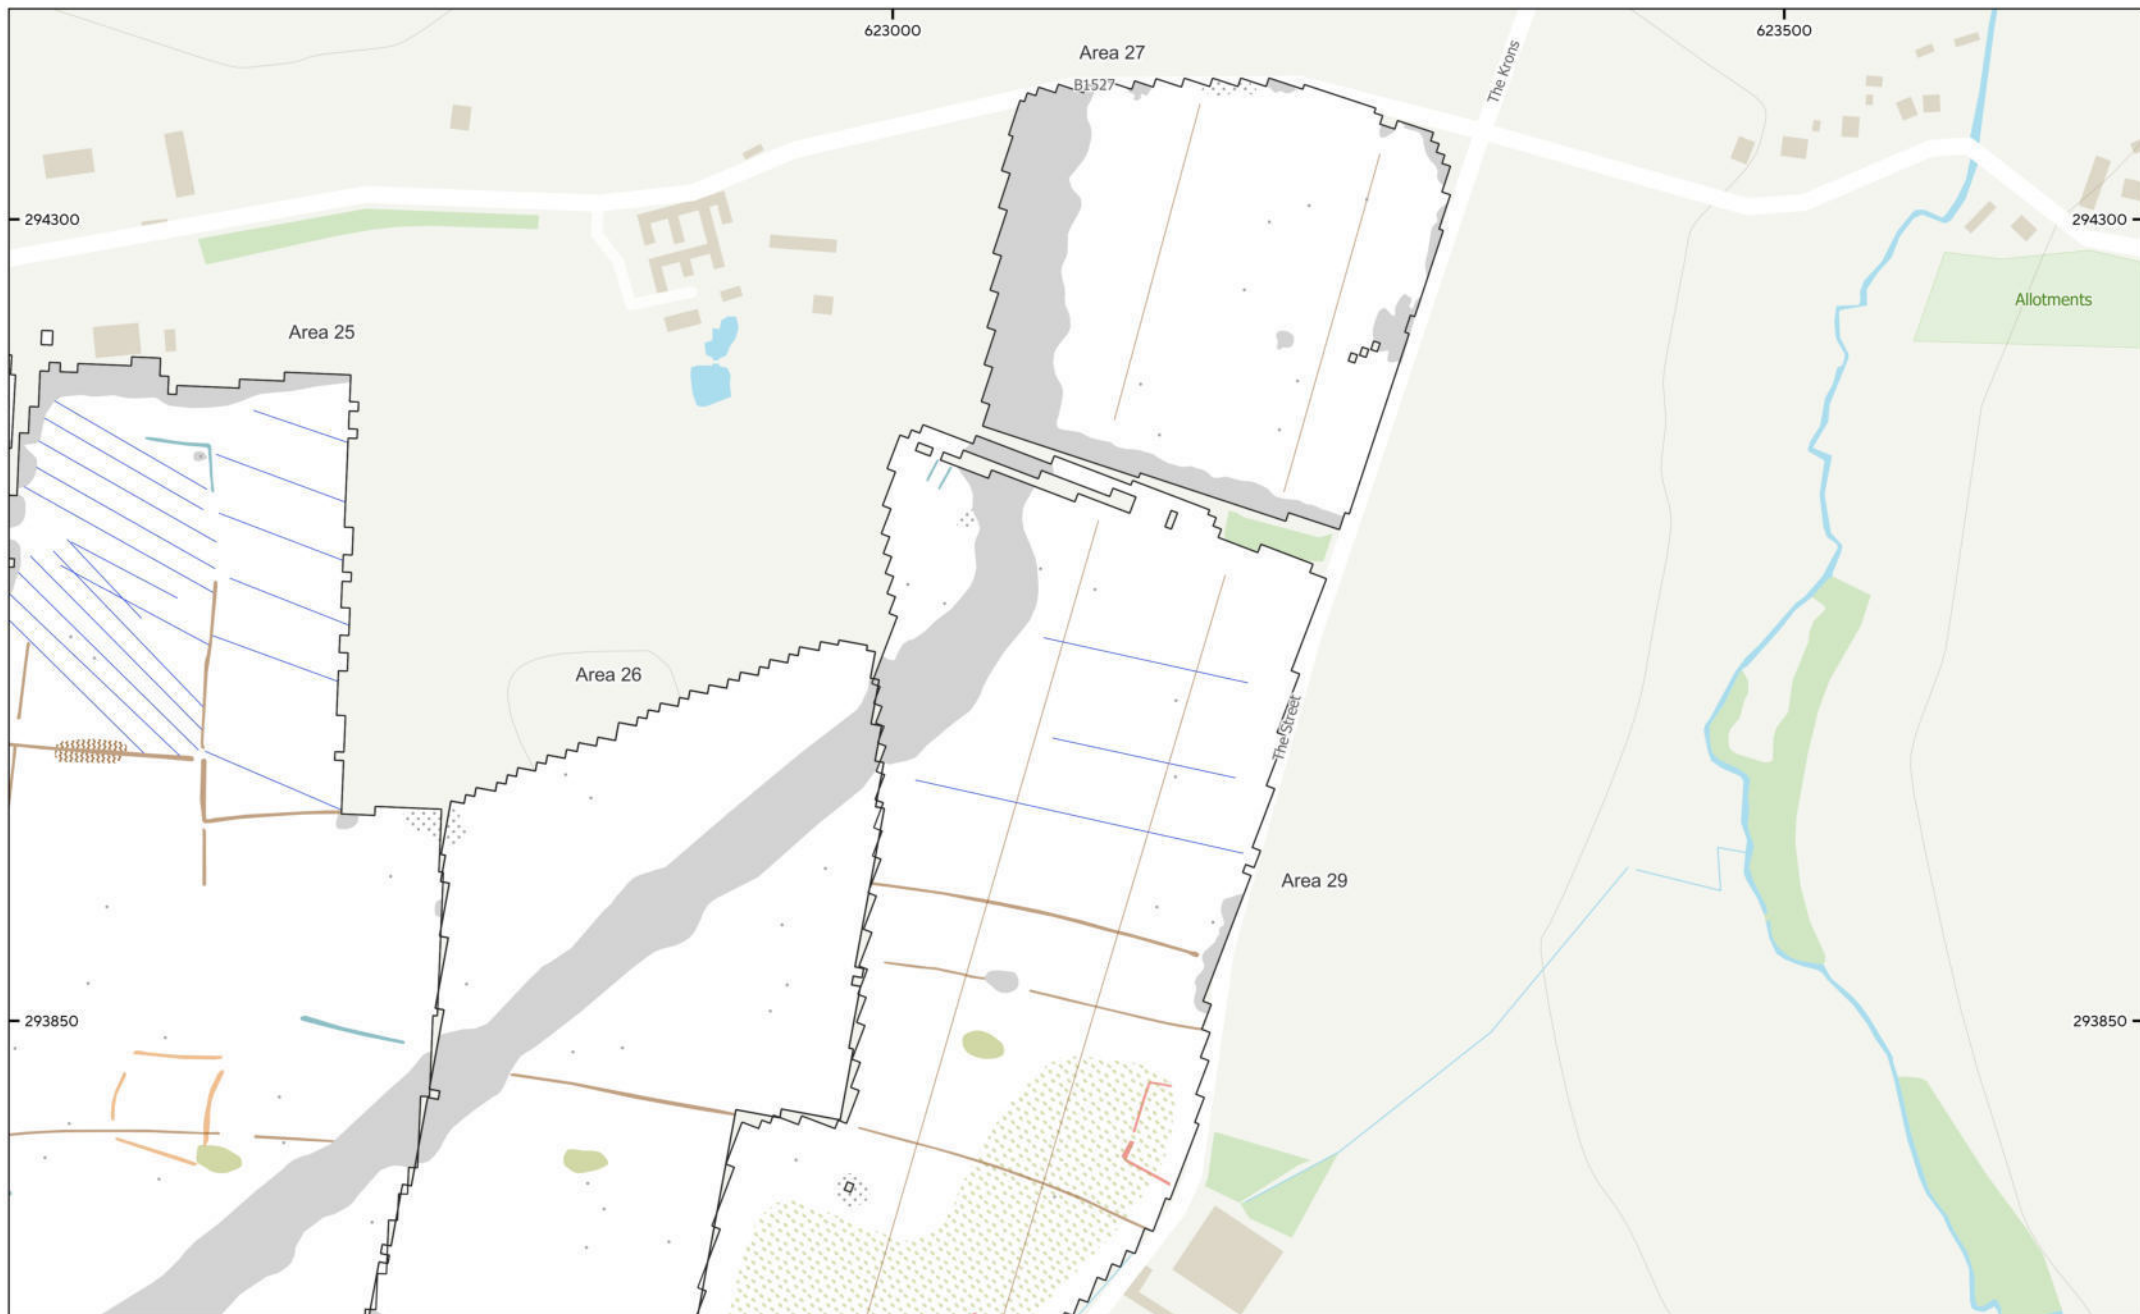 623000
623500
Area 27
The Krons
B1527
294300
294300
Allotments
Area 25
Area 26
The Street
Area 29
293850
293850